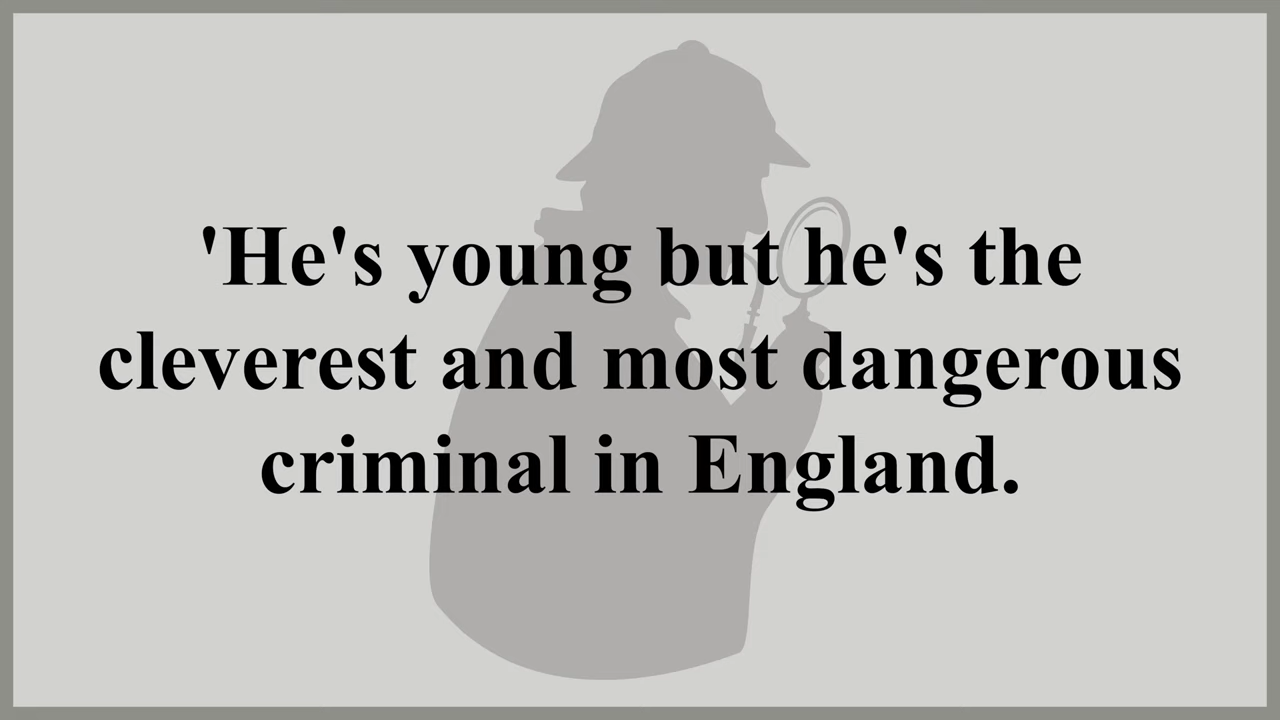 'He's young but he's the
cleverest and most dangerous
criminal in England.